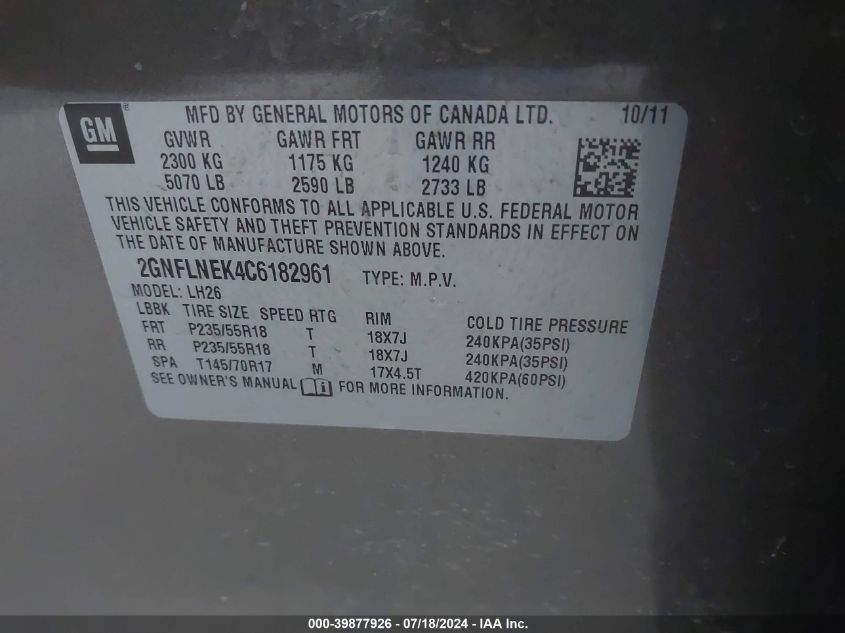 GM ® MFD BY GENERAL MOTORS OF CANADA LTD. 10/11
GVWR GAWR FRT GAWR RR
2300 KG 1175 KG 1240 KG
5070 LB 2590 LB 2733 LB
THIS VEHICLE CONFORMS TO ALL APPLICABLE U.S. FEDERAL MOTOR
VEHICLE SAFETY AND THEFT PREVENTION STANDARDS IN EFFECT ON
THE DATE OF MANUFACTURE SHOWN ABOVE.
2GNFLNEK4C6182961 TYPE: M.P.V.
MODEL: LH26
LBBK TIRE SIZE SPEED RTG RIM COLD TIRE PRESSURE
FRT P235/55R18 T 18X7J 240KPA(35PSI)
RR P235/55R18 T 18X7J 240KPA(35PSI)
SPA T145/70R17 M 17X4.5T 420KPA(60PSI)
SEE OWNER'S MANUAL FOR MORE INFORMATION.
000-39877926 - 07/18/2024 - IAA Inc.